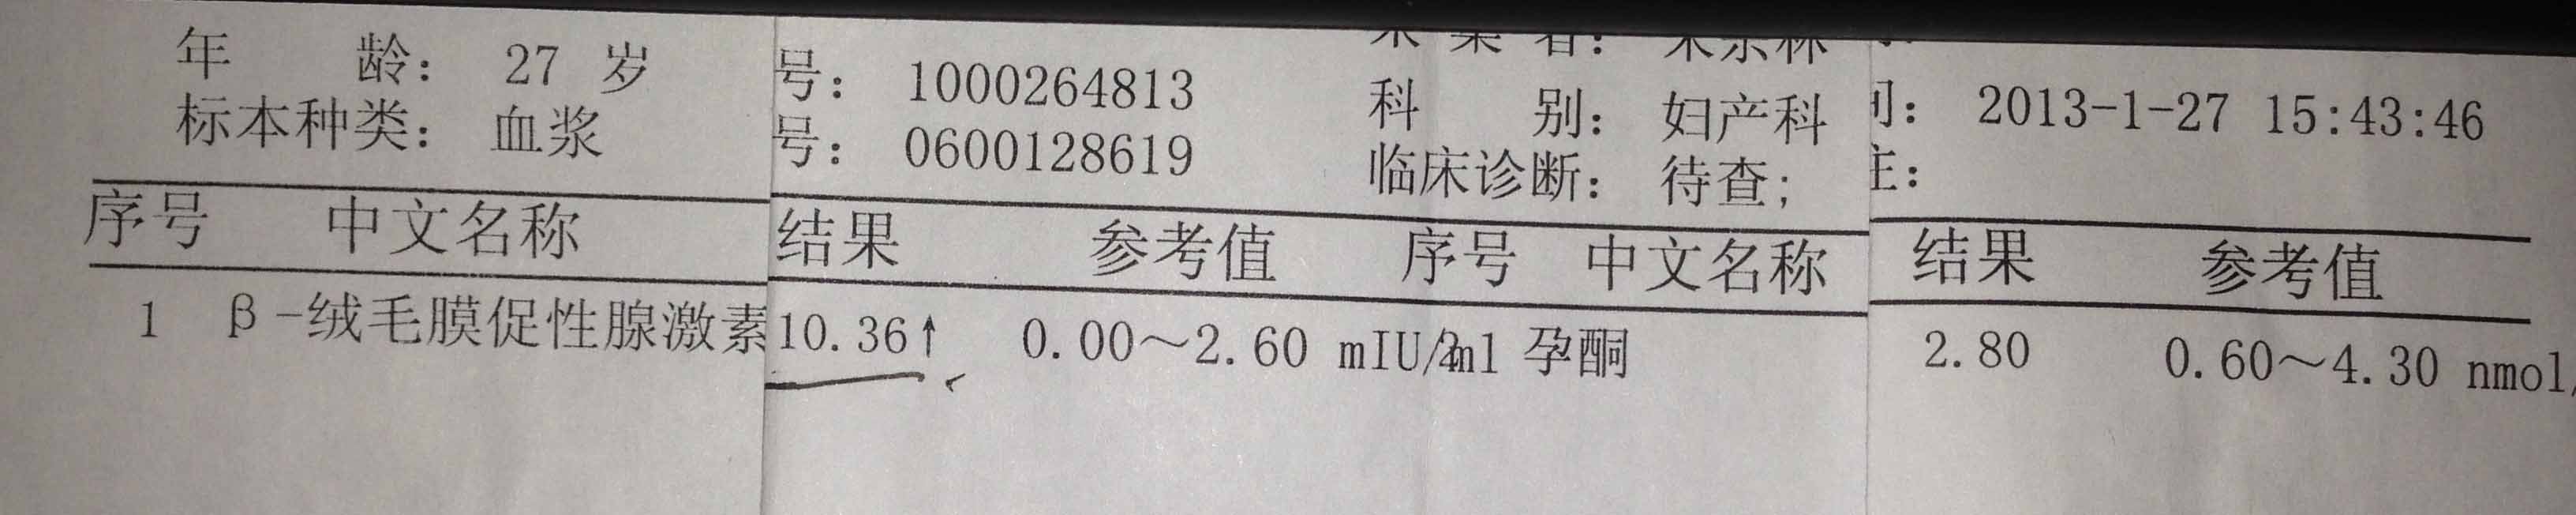 年 龄： 27 岁 号： 1000264813 科 别： 妇产科 2013-1-27 15:43:46
标本种类： 血浆 号： 0600128619 临床诊断： 待查；
序号 中文名称 结果 参考值 序号 中文名称 结果 参考值
1 β-绒毛膜促性腺激素 10.36↑ 0.00～2.60 mIU/ml 2 孕酮 2.80 0.60～4.30 nmol/